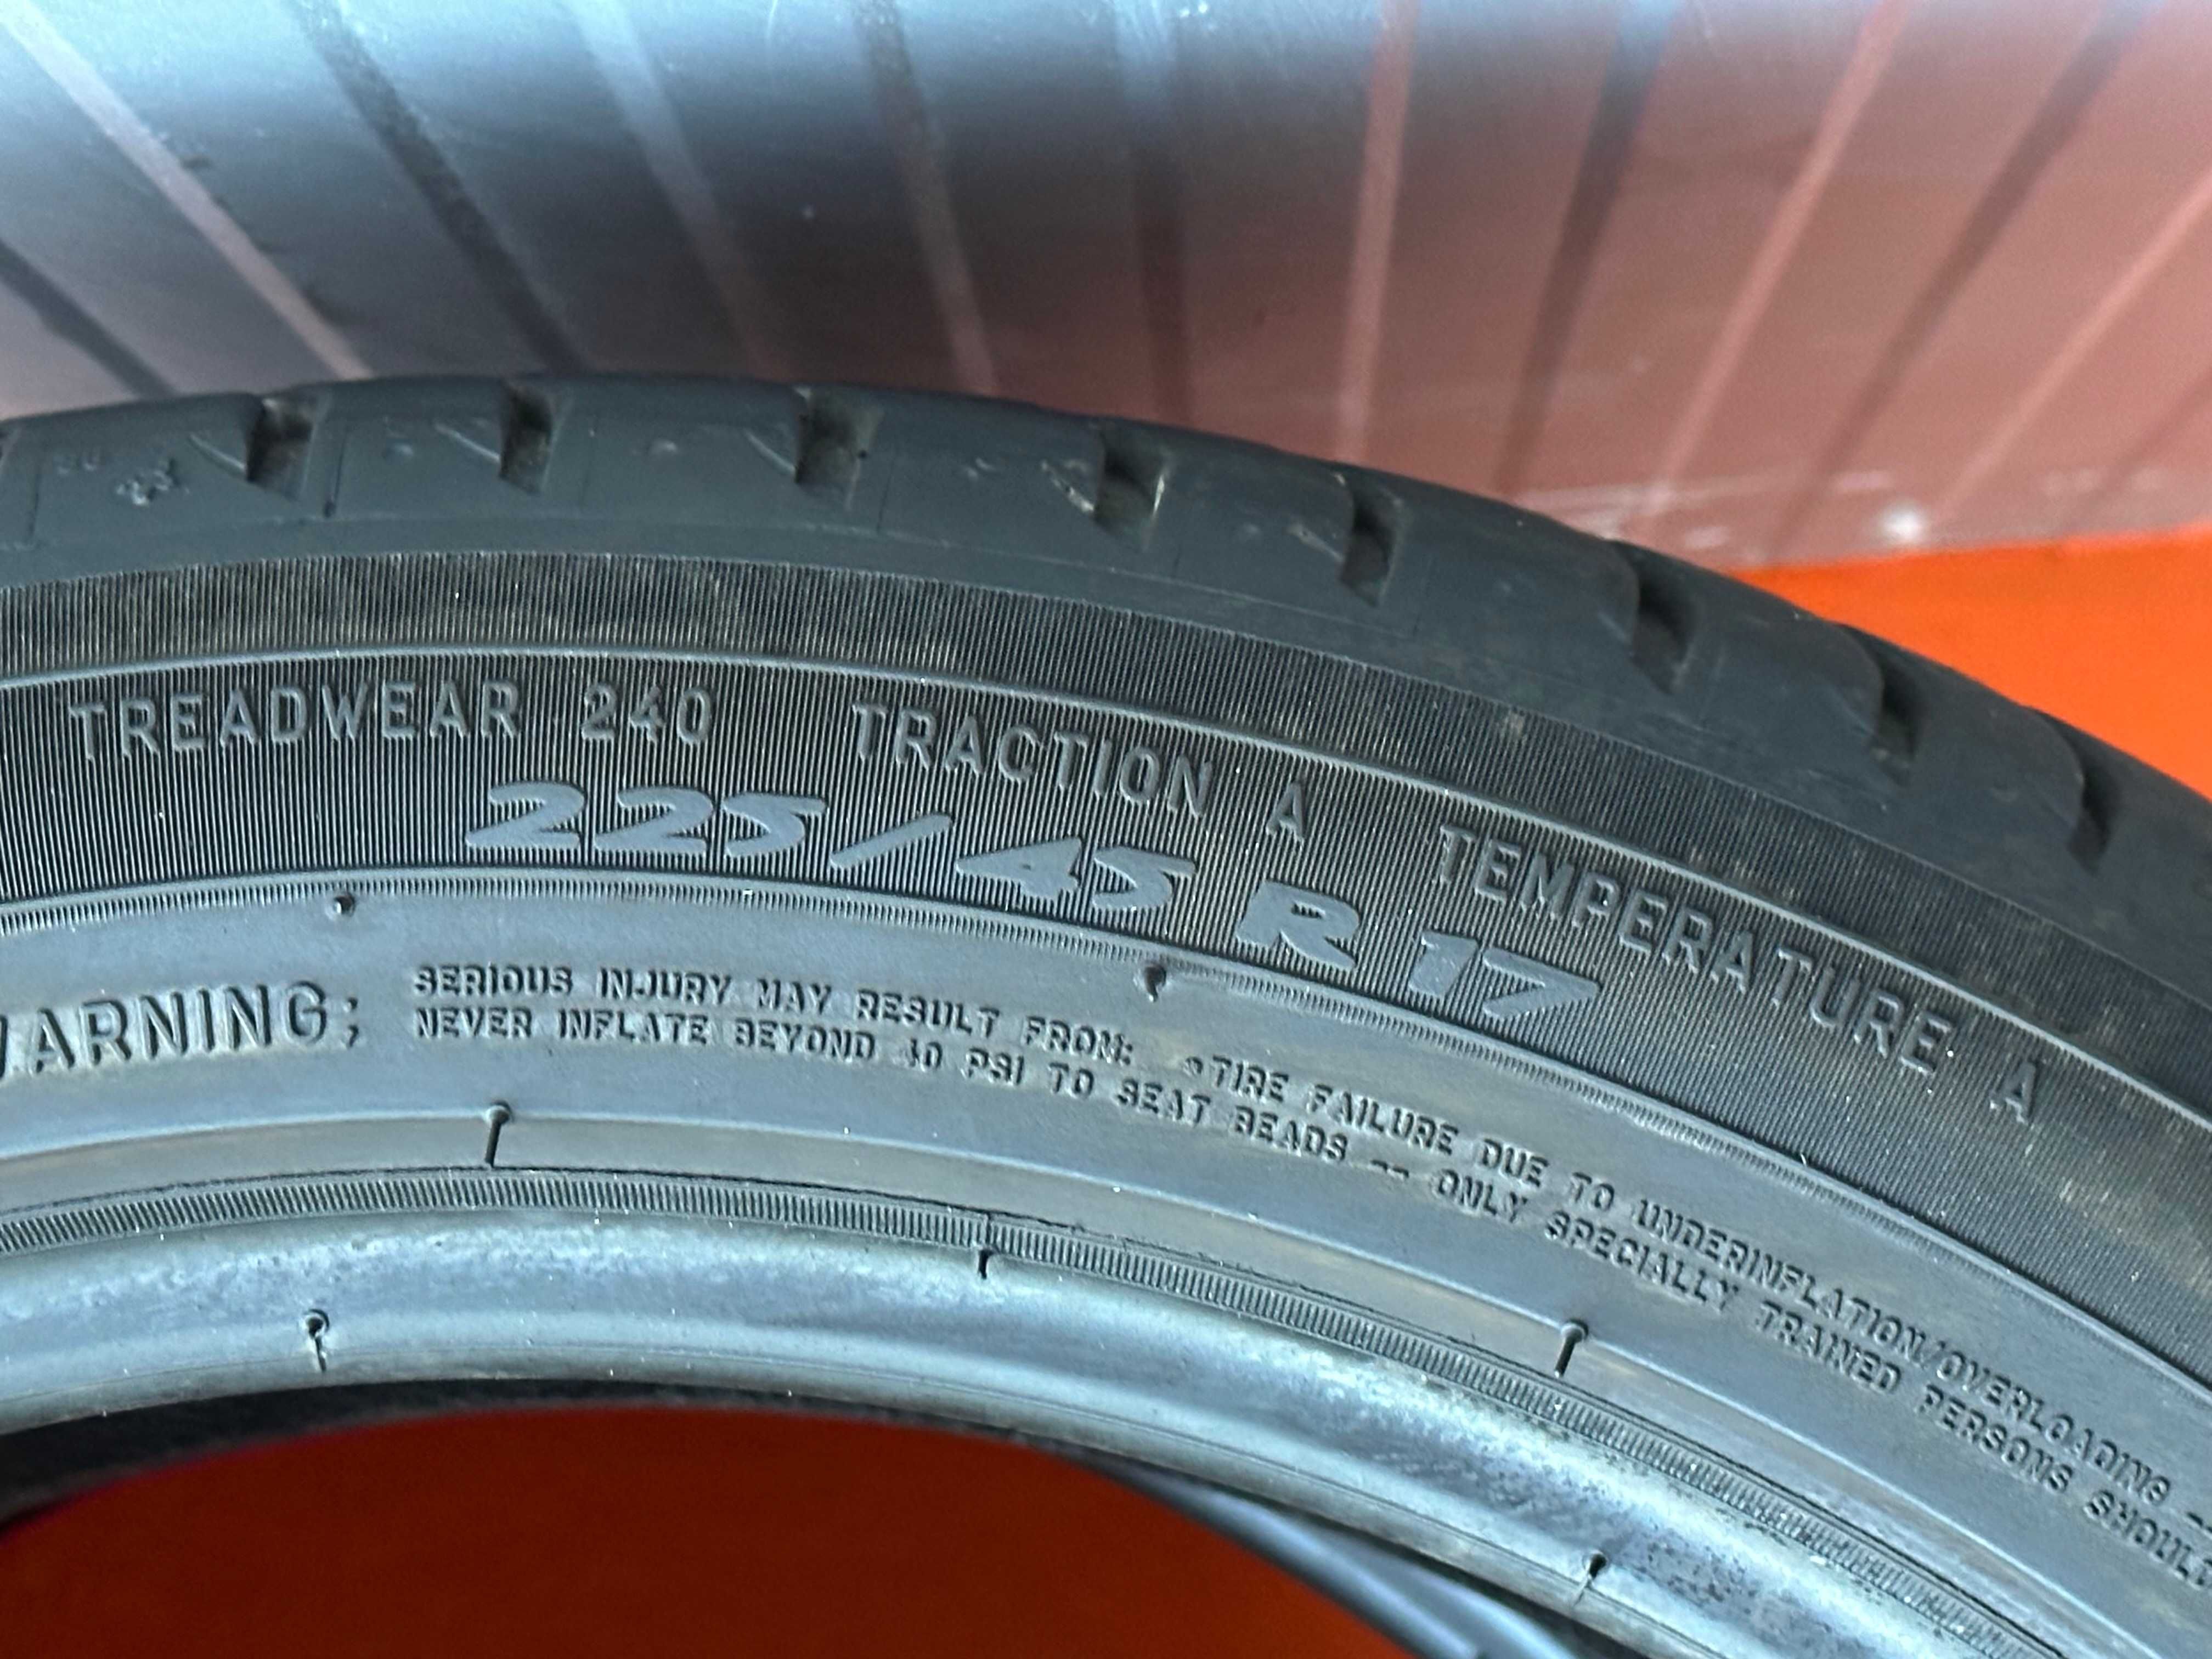 TREADWEAR 240 TRACTION A TEMPERATURE A
225/45 R 17
WARNING; SERIOUS INJURY MAY RESULT FROM: •TIRE FAILURE DUE TO UNDERINFLATION/OVERLOADING --
NEVER INFLATE BEYOND 40 PSI TO SEAT BEADS -- ONLY SPECIALLY TRAINED PERSONS SHOULD